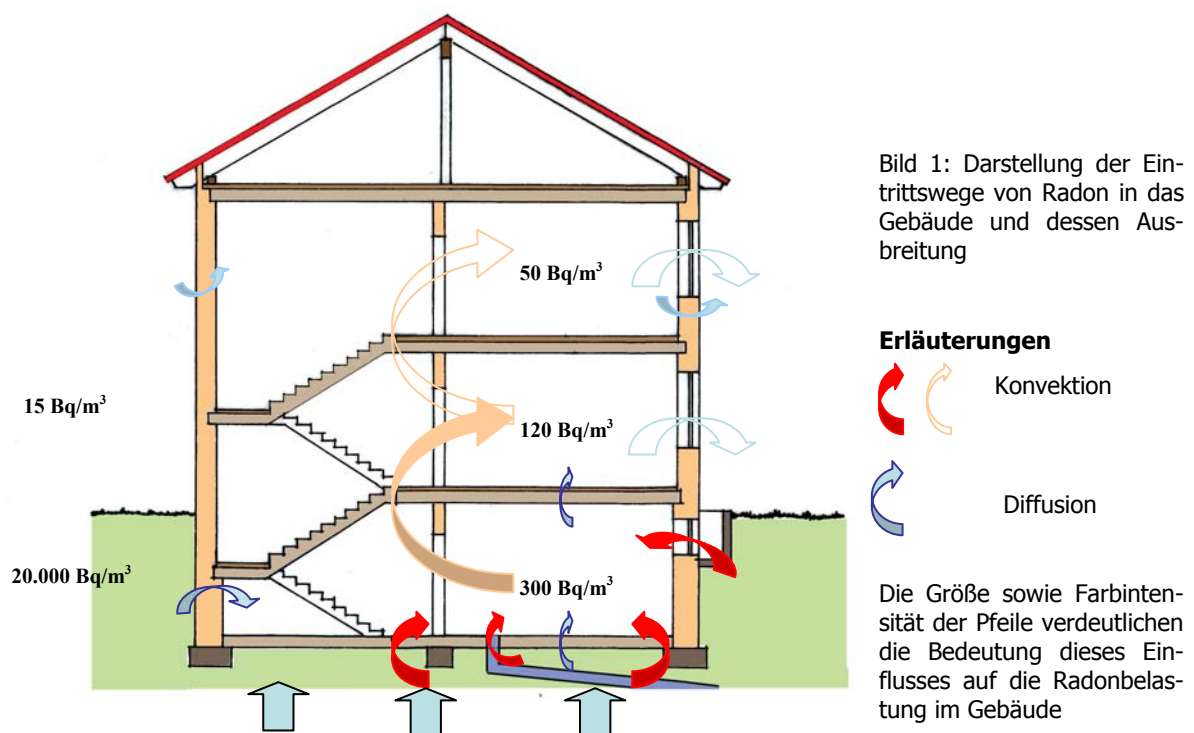 50 Bq/m³
15 Bq/m³
120 Bq/m³
20.000 Bq/m³
300 Bq/m³
Bild 1: Darstellung der Ein-
trittswege von Radon in das
Gebäude und dessen Aus-
breitung
Erläuterungen
Konvektion
Diffusion
Die Größe sowie Farbinten-
sität der Pfeile verdeutlichen
die Bedeutung dieses Ein-
flusses auf die Radonbelas-
tung im Gebäude